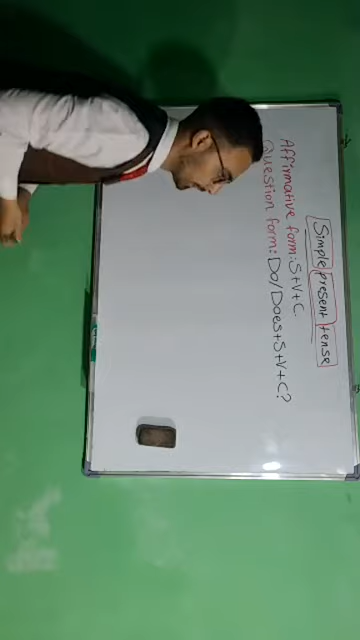 Simple present tense
Affirmative form: S+V+C.
Question form: Do/Does+S+V+C?